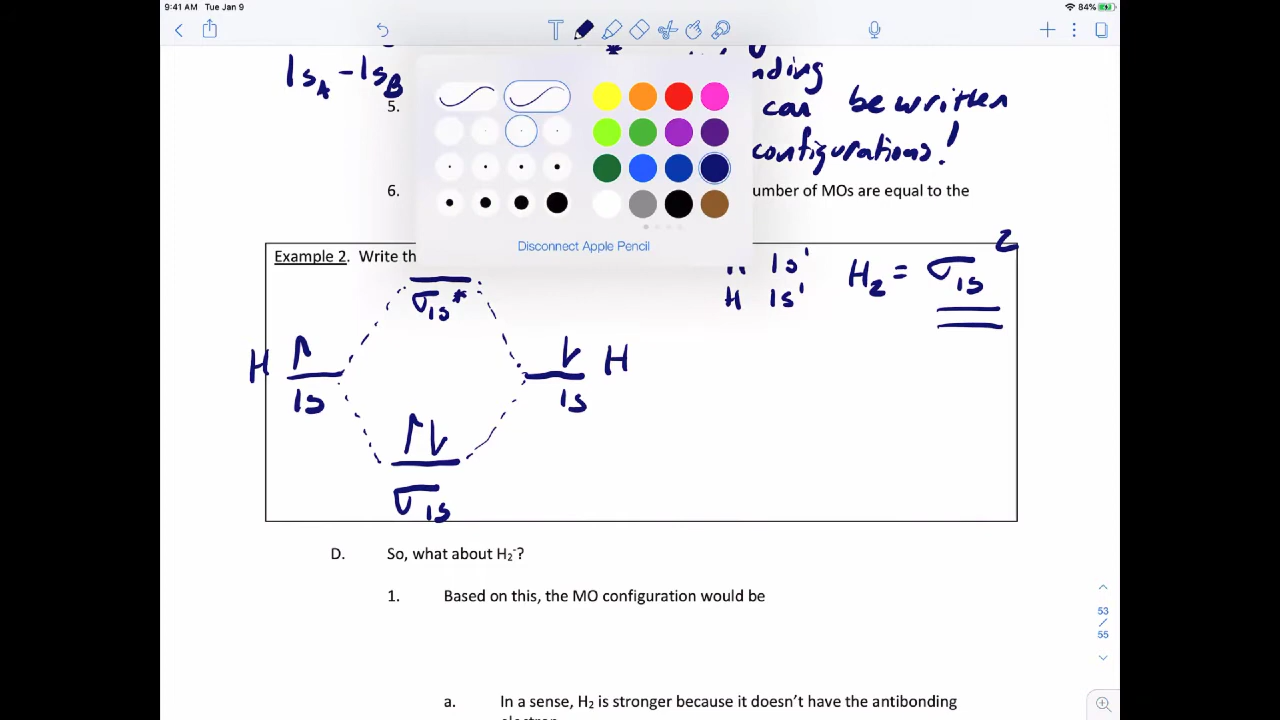 9:41 AM Tue Jan 9
84%
T
1sA - 1sB
nding
5.
can be written
configurations!
6.
umber of MOs are equal to the
Disconnect Apple Pencil
Example 2. Write th
H 1s¹
H 1s¹
H₂ = σ1s²
σ1s*
H
1s
1s
H
σ1s
D. So, what about H₂⁻?
1. Based on this, the MO configuration would be
53
/
55
a. In a sense, H₂ is stronger because it doesn't have the antibonding